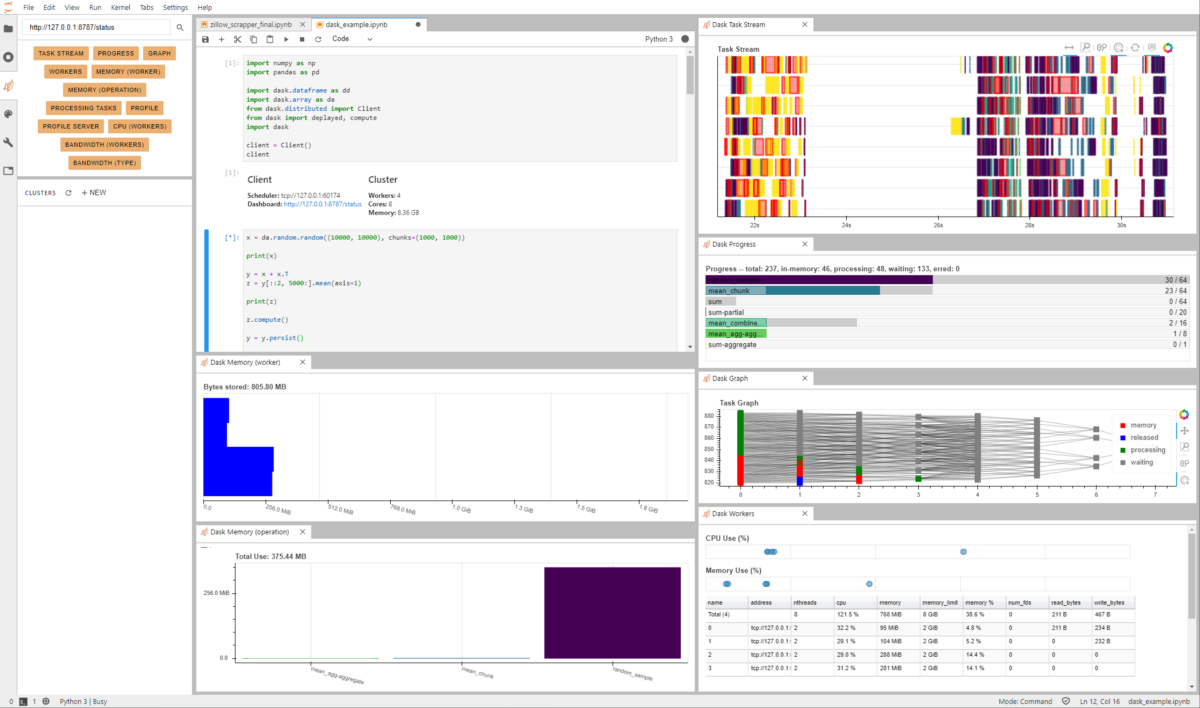 File Edit View Run Kernel Tabs Settings Help
http://127.0.0.1:8787/status
TASK STREAM PROGRESS GRAPH
WORKERS MEMORY (WORKER)
MEMORY (OPERATION)
PROCESSING TASKS PROFILE
PROFILE SERVER CPU (WORKERS)
BANDWIDTH (WORKERS)
BANDWIDTH (TYPE)
CLUSTERS + NEW
zillow_scrapper_final.ipynb dask_example.ipynb
Code Python 3
[1]: import numpy as np
import pandas as pd
import dask.dataframe as dd
import dask.array as da
from dask.distributed import Client
from dask import deplayed, compute
import dask
client = Client()
client
[1]:
Client Cluster
Scheduler: tcp://127.0.0.1:60174 Workers: 4
Dashboard: http://127.0.0.1:8787/status Cores: 8
Memory: 8.36 GB
[*]: x = da.random.random((10000, 10000), chunks=(1000, 1000))
print(x)
y = x + x.T
z = y[::2, 5000:].mean(axis=1)
print(z)
z.compute()
y = y.persist()
Dask Memory (worker)
Bytes stored: 805.80 MB
0.0 256.0 MiB 512.0 MiB 768.0 MiB 1.0 GiB 1.3 GiB 1.5 GiB 1.8 GiB
Dask Memory (operation)
Total Use: 375.44 MB
256.0 MiB
0.0
mean_agg-aggregate mean_chunk random_sample
Dask Task Stream
Task Stream
22s 24s 26s 28s 30s
Dask Progress
Progress -- total: 237, in-memory: 46, processing: 48, waiting: 133, erred: 0
30 / 64
mean_chunk 23 / 64
sum 0 / 64
sum-partial 0 / 20
mean_combine... 2 / 16
mean_agg-agg... 1 / 8
sum-aggregate 0 / 1
Dask Graph
Task Graph
880
870
860
850
840
830
820
0 1 2 3 4 5 6 7
memory
released
processing
waiting
Dask Workers
CPU Use (%)
Memory Use (%)
name address nthreads cpu memory memory_limit memory % num_fds read_bytes write_bytes
Total (4) 8 121.5 % 768 MiB 8 GiB 38.6 % 0 211 B 467 B
0 tcp://127.0.0.1: 2 32.2 % 95 MiB 2 GiB 4.8 % 0 211 B 234 B
1 tcp://127.0.0.1: 2 29.1 % 104 MiB 2 GiB 5.2 % 0 0 232 B
2 tcp://127.0.0.1: 2 29.0 % 288 MiB 2 GiB 14.4 % 0 0 0
3 tcp://127.0.0.1: 2 31.2 % 281 MiB 2 GiB 14.1 % 0 0 0
0 1 Python 3 | Busy Mode: Command Ln 12, Col 16 dask_example.ipynb